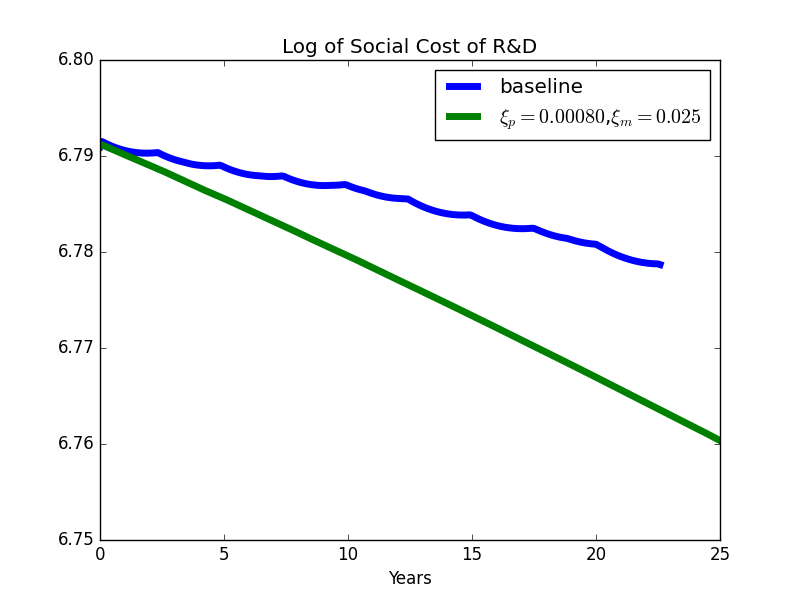 Log of Social Cost of R&D
6.80
6.79
6.78
6.77
6.76
6.75
baseline
ξp = 0.00080,ξm = 0.025
0 5 10 15 20 25
Years